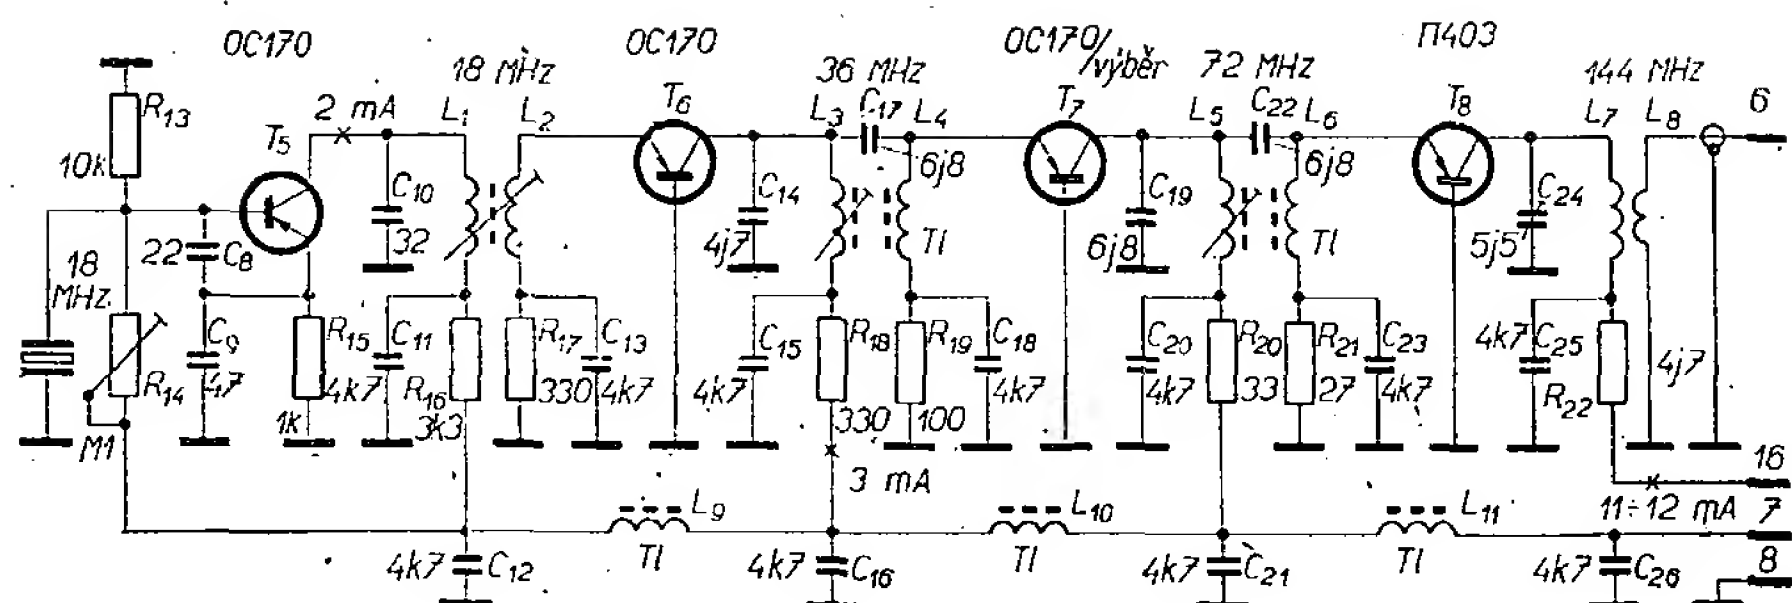 OC170
OC170
OC170/výběr
П403
18 MHz
36 MHz
72 MHz
144 MHz
R13
10k
2 mA
T5
L1
L2
T6
L3
C17
L4
6j8
T7
L5
C22
L6
6j8
T8
L7
L8
6
22
C8
C10
32
C14
4j7
Tl
C19
6j8
Tl
C24
5j5
18
MHz
R14
M1
C9
47
R15
1k
C11
4k7
R16
3k3
R17
330
C13
4k7
C15
4k7
R18
330
R19
100
C18
4k7
C20
4k7
R20
33
R21
27
C23
4k7
4k7
C25
R22
4j7
3 mA
16
11÷12 mA
7
8
L9
Tl
L10
Tl
L11
Tl
4k7
C12
4k7
C16
4k7
C21
4k7
C26